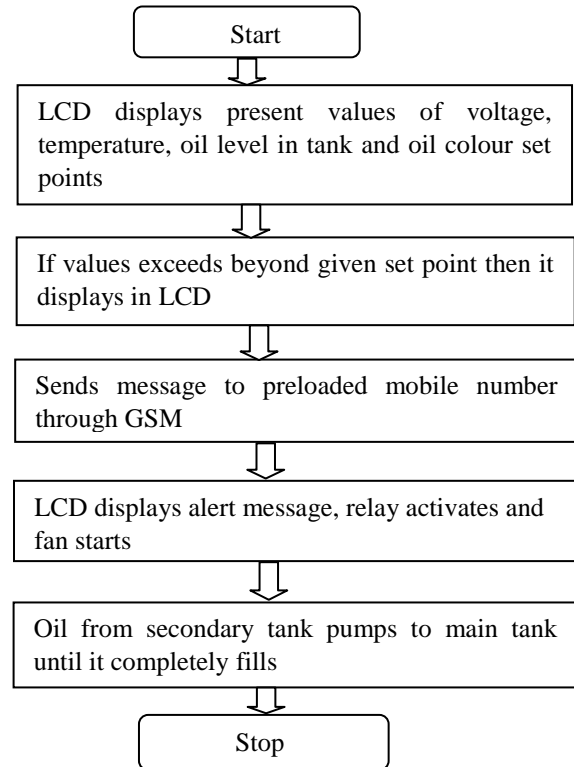 Start
LCD displays present values of voltage,
temperature, oil level in tank and oil colour set
points
If values exceeds beyond given set point then it
displays in LCD
Sends message to preloaded mobile number
through GSM
LCD displays alert message, relay activates and
fan starts
Oil from secondary tank pumps to main tank
until it completely fills
Stop